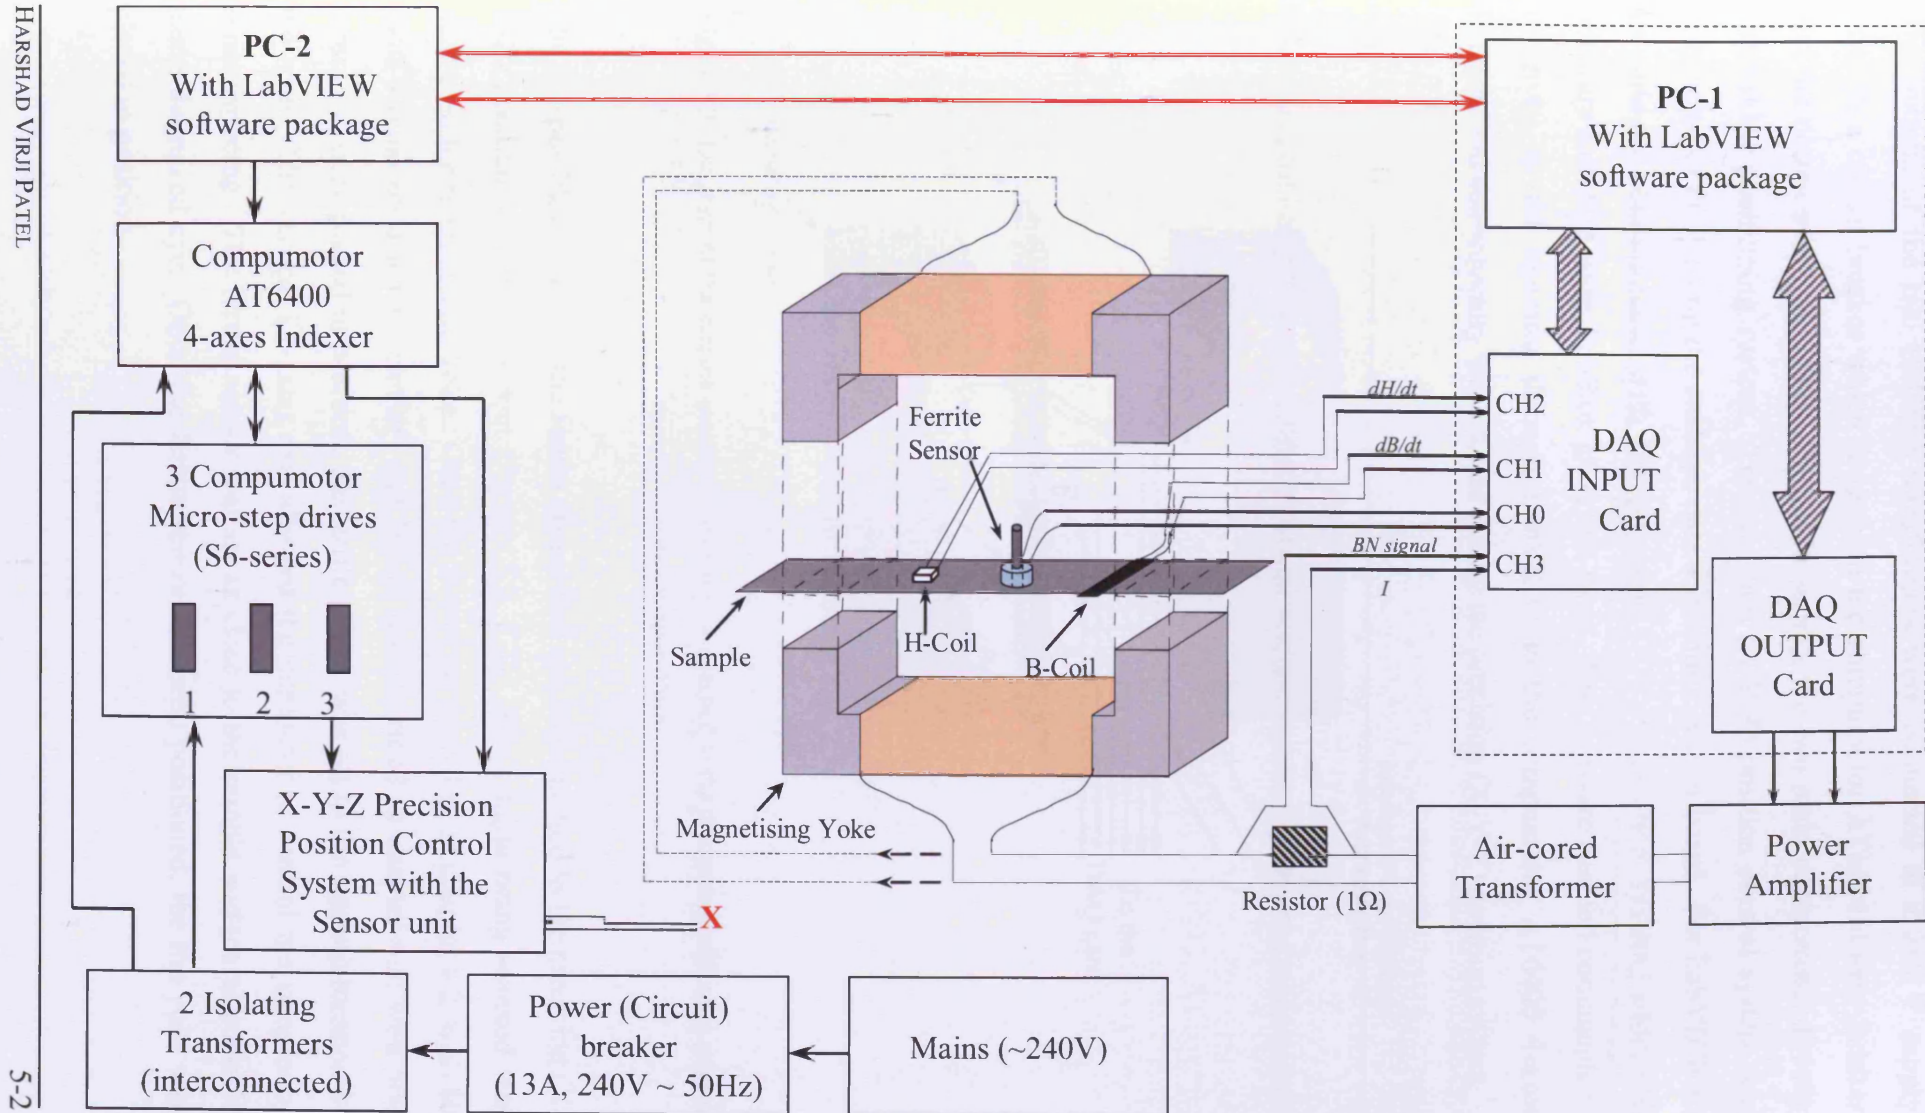 HARSHAD VIRJI PATEL
5-2
PC-2
With LabVIEW
software package
PC-1
With LabVIEW
software package
Compumotor
AT6400
4-axes Indexer
3 Compumotor
Micro-step drives
(S6-series)
1 2 3
X-Y-Z Precision
Position Control
System with the
Sensor unit
X
2 Isolating
Transformers
(interconnected)
Power (Circuit)
breaker
(13A, 240V ~ 50Hz)
Mains (~240V)
Ferrite
Sensor
Sample
H-Coil
B-Coil
Magnetising Yoke
dH/dt
dB/dt
BN signal
I
CH2
CH1
CH0
CH3
DAQ
INPUT
Card
DAQ
OUTPUT
Card
Resistor (1Ω)
Air-cored
Transformer
Power
Amplifier